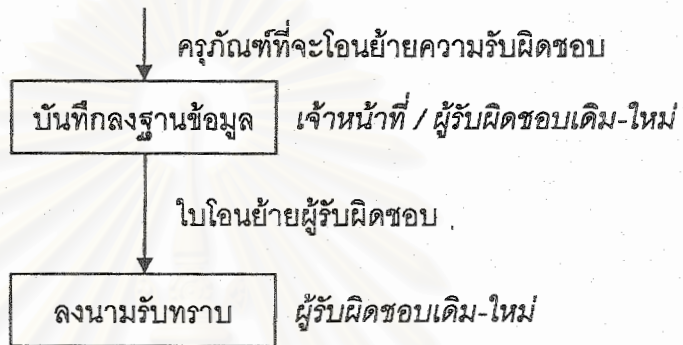 ครุภัณฑ์ที่จะโอนย้ายความรับผิดชอบ
บันทึกลงฐานข้อมูล เจ้าหน้าที่ / ผู้รับผิดชอบเดิม-ใหม่
ใบโอนย้ายผู้รับผิดชอบ
ลงนามรับทราบ ผู้รับผิดชอบเดิม-ใหม่